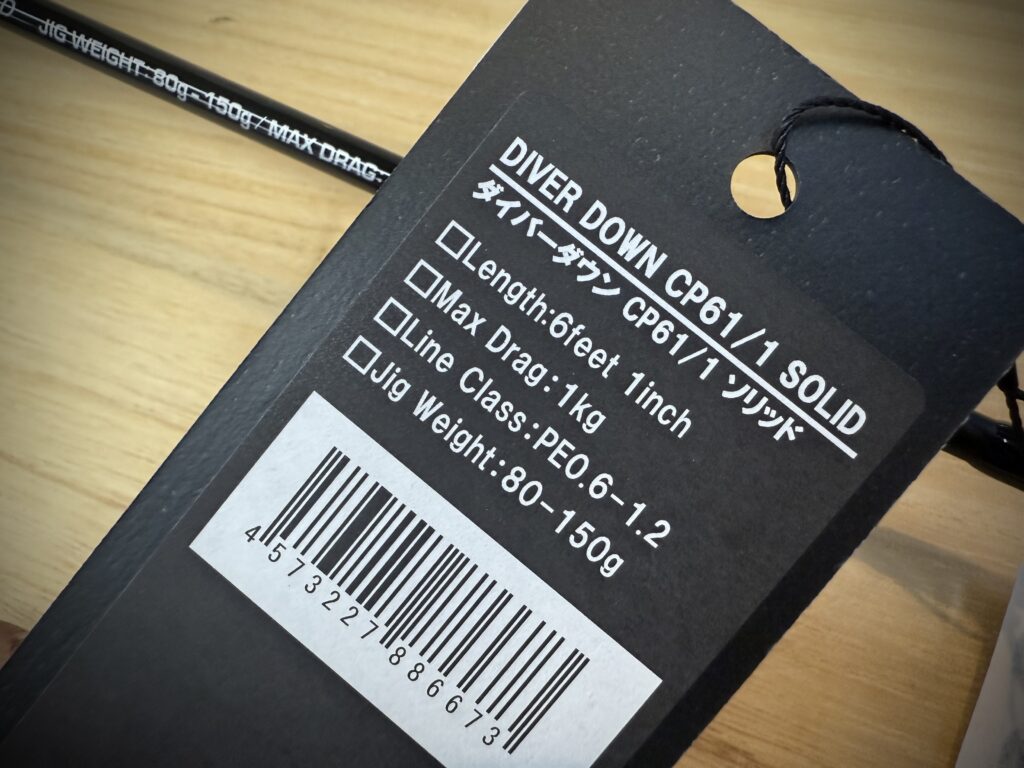 JIG WEIGHT: 80g - 150g / MAX DRAG:
DIVER DOWN CP61/1 SOLID
ダイバーダウン CP61/1 ソリッド
□Length:6feet 1inch
□Max Drag:1kg
□Line Class:PE0.6-1.2
□Jig Weight:80-150g
4573227886673